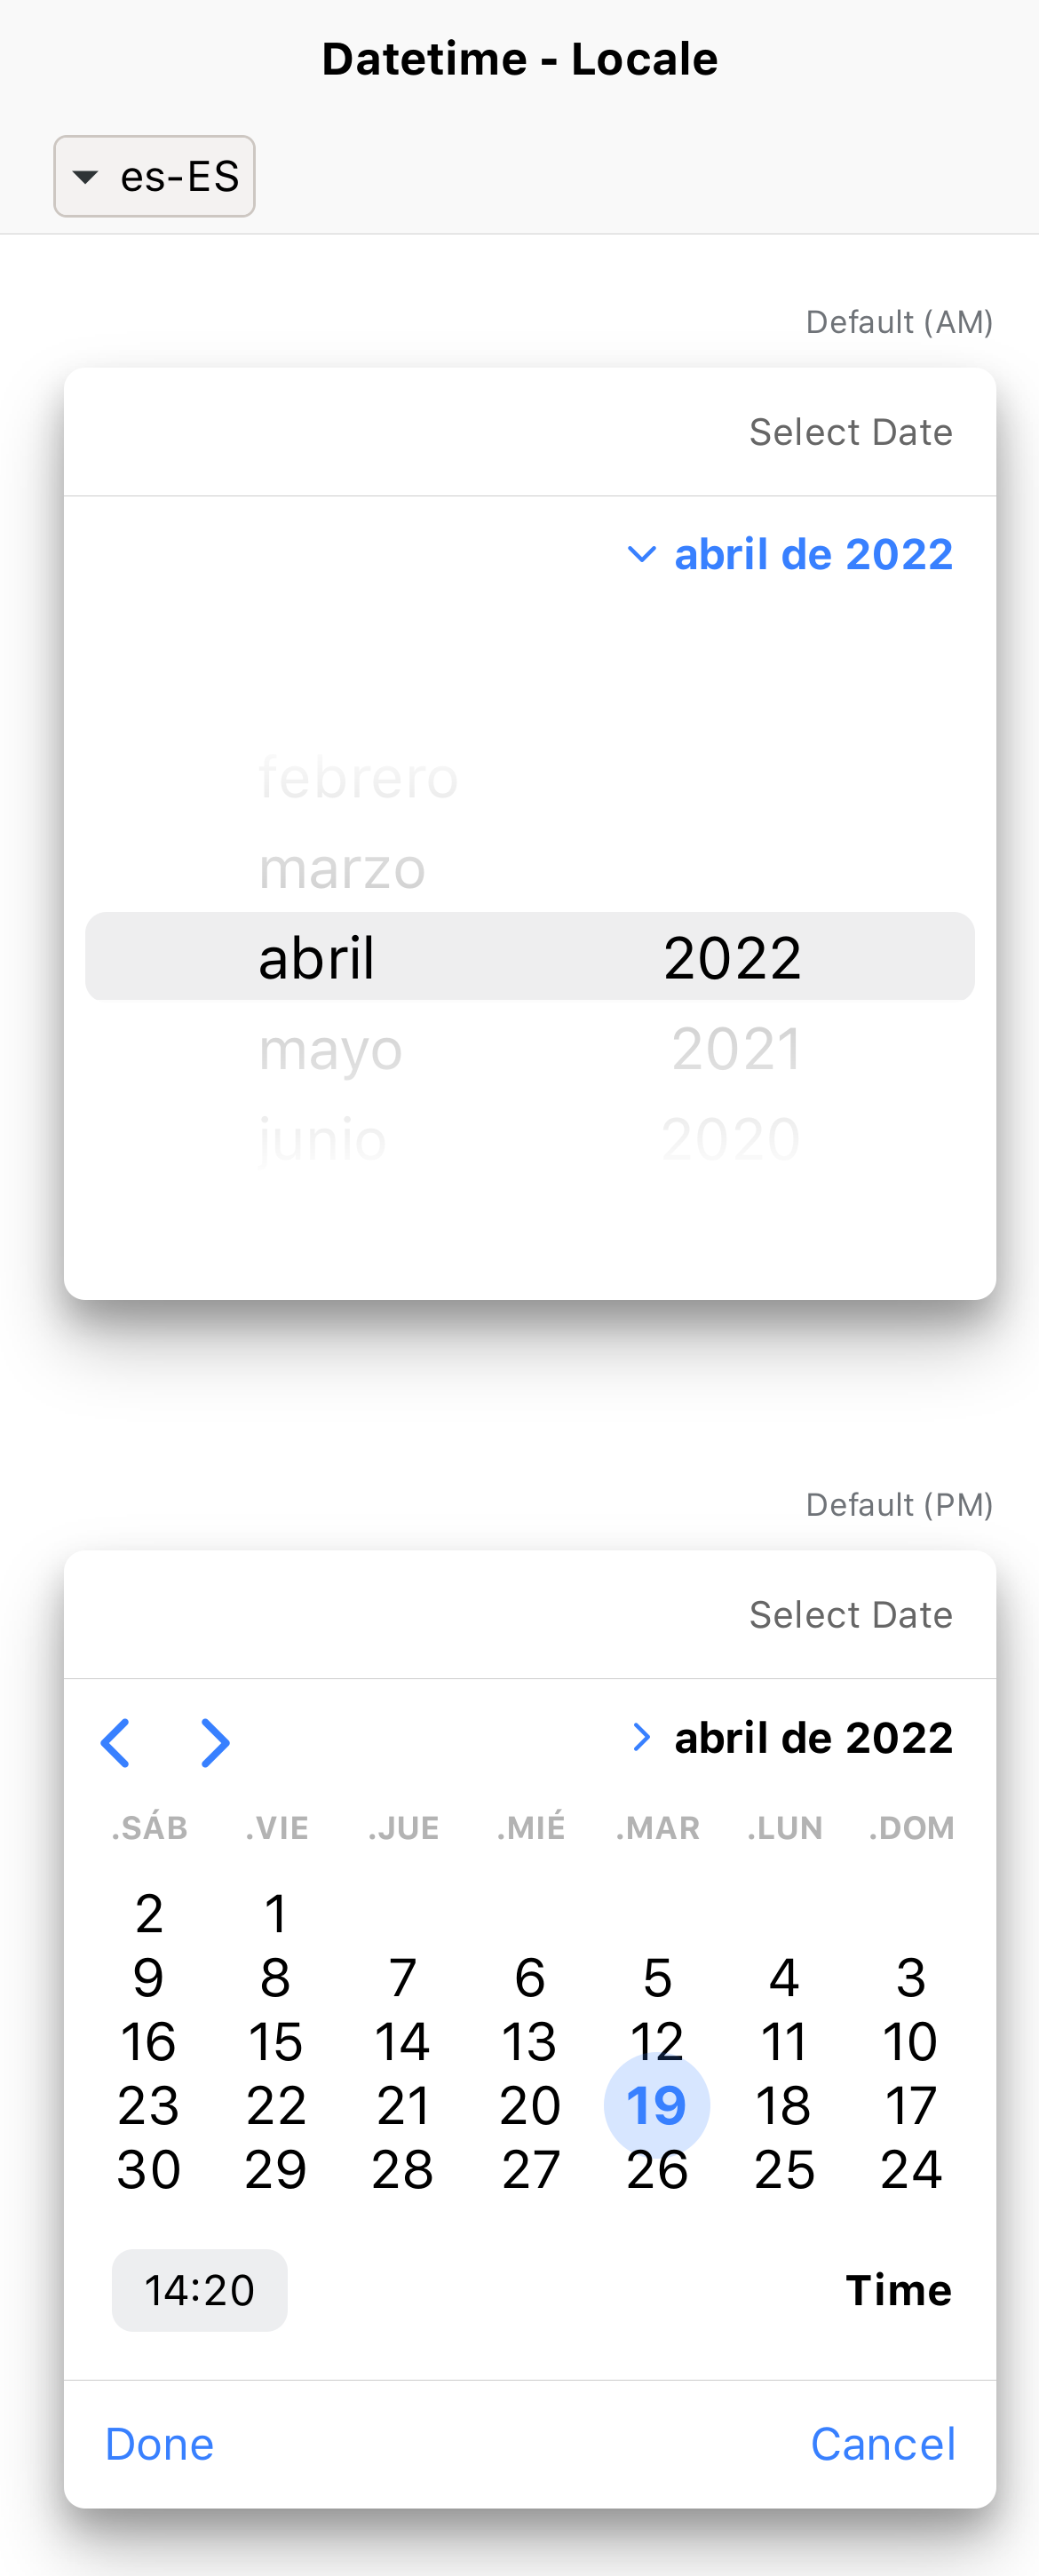 Datetime - Locale
es-ES
Default (AM)
Select Date
abril de 2022
febrero
marzo
abril 2022
mayo 2021
junio 2020
Default (PM)
Select Date
abril de 2022
.SÁB .VIE .JUE .MIÉ .MAR .LUN .DOM
2 1
9 8 7 6 5 4 3
16 15 14 13 12 11 10
23 22 21 20 19 18 17
30 29 28 27 26 25 24
14:20 Time
Done Cancel